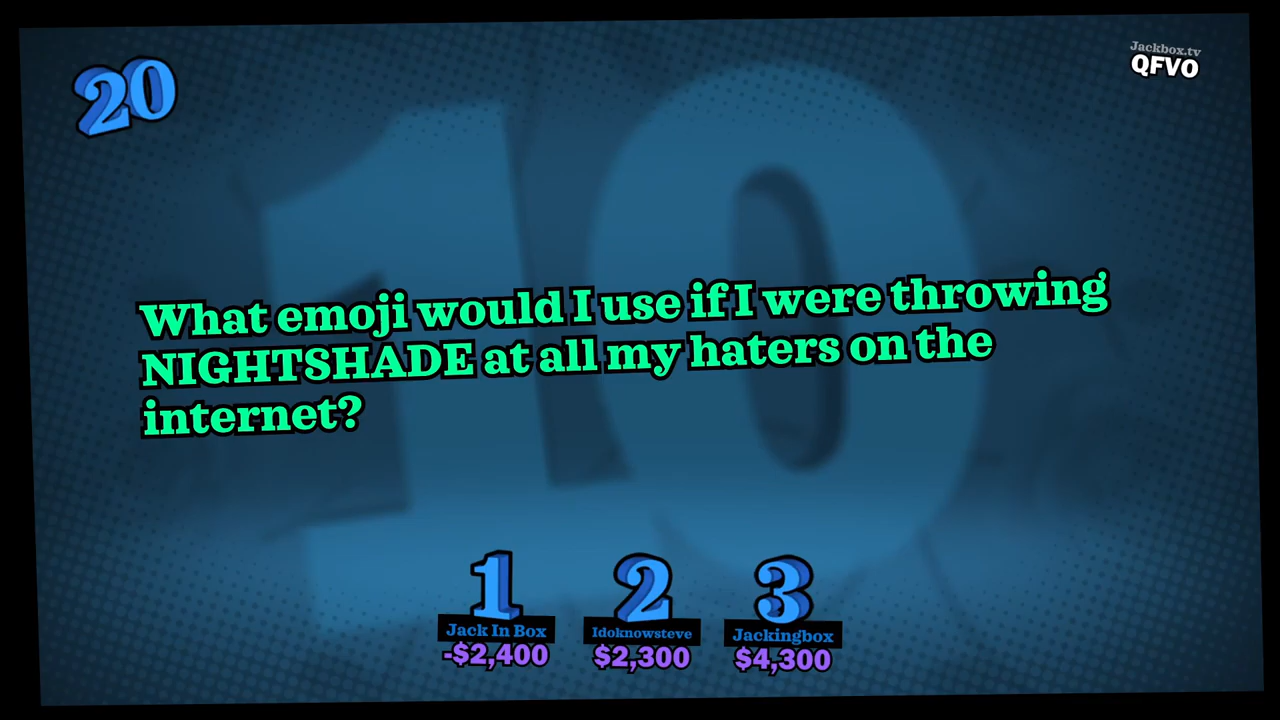 20
Jackbox.tv
QFVO
10
What emoji would I use if I were throwing
NIGHTSHADE at all my haters on the
internet?
1
2
3
Jack In Box
Idoknowsteve
Jackingbox
-$2,400
$2,300
$4,300